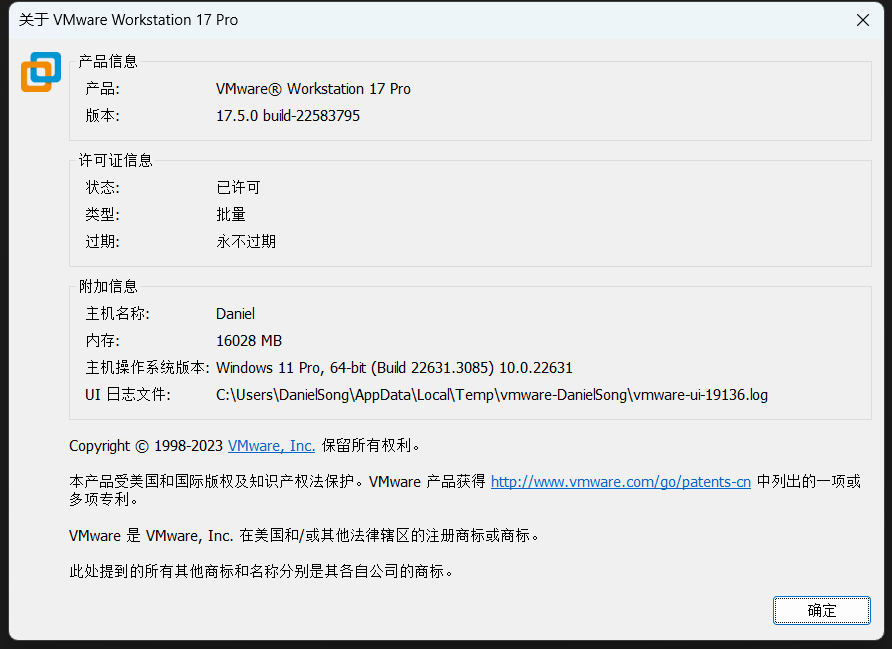 关于 VMware Workstation 17 Pro
产品信息
产品: VMware® Workstation 17 Pro
版本: 17.5.0 build-22583795
许可证信息
状态: 已许可
类型: 批量
过期: 永不过期
附加信息
主机名称: Daniel
内存: 16028 MB
主机操作系统版本: Windows 11 Pro, 64-bit (Build 22631.3085) 10.0.22631
UI 日志文件: C:\Users\DanielSong\AppData\Local\Temp\vmware-DanielSong\vmware-ui-19136.log
Copyright © 1998-2023 VMware, Inc. 保留所有权利。
本产品受美国和国际版权及知识产权法保护。VMware 产品获得 http://www.vmware.com/go/patents-cn 中列出的一项或
多项专利。
VMware 是 VMware, Inc. 在美国和/或其他法律辖区的注册商标或商标。
此处提到的所有其他商标和名称分别是其各自公司的商标。
确定